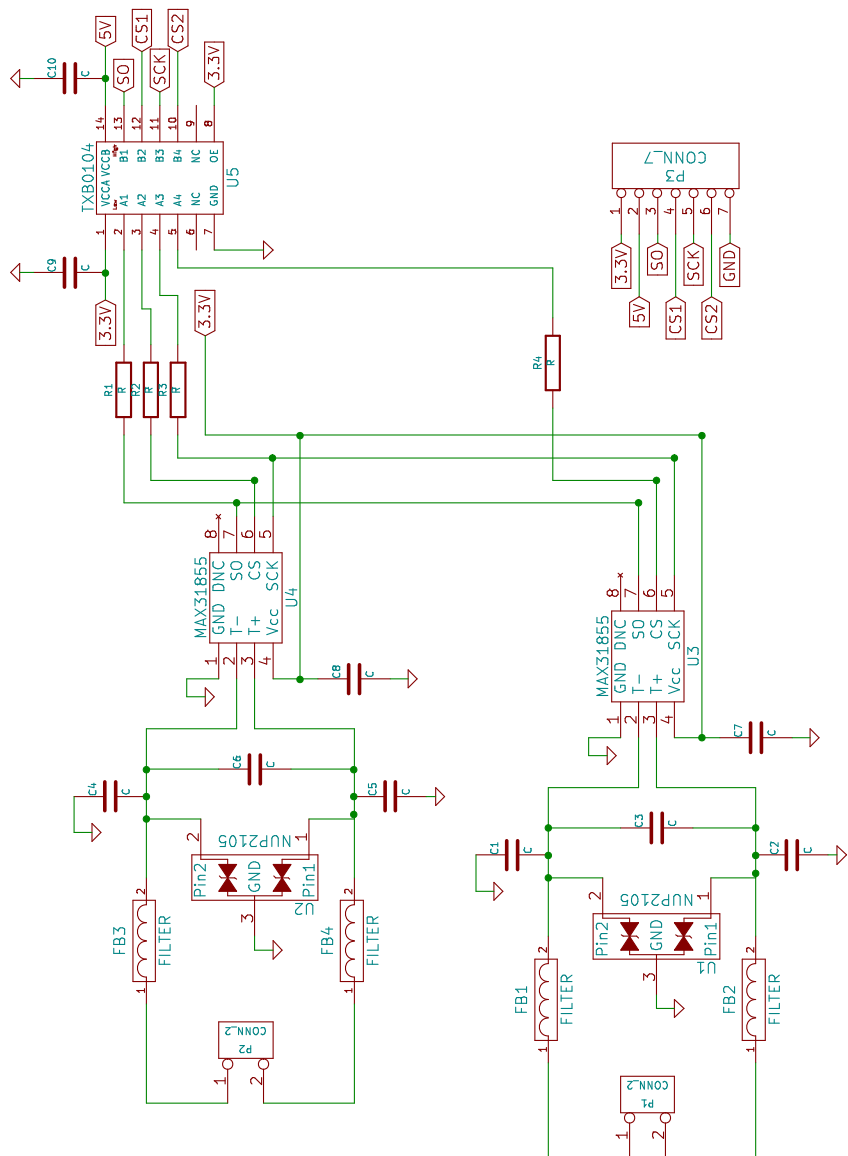 5V
CS1
CS2
SO
SCK
3.3V
C10
C
14
13
12
11
10
9
8
TXB0104
VCCB
B1
B2
B3
B4
NC
OE
VCCA
A1
A2
A3
A4
NC
GND
U5
1
2
3
4
5
6
7
C9
C
3.3V
3.3V
CONN_7
P3
1
2
3
4
5
6
7
3.3V
SO
SCK
GND
5V
CS1
CS2
R1
R
R2
R
R3
R
R4
R
MAX31855
8
7
6
5
DNC
SO
CS
SCK
GND
T-
T+
Vcc
U4
1
2
3
4
C8
C
MAX31855
8
7
6
5
DNC
SO
CS
SCK
GND
T-
T+
Vcc
U3
1
2
3
4
C7
C
C6
C
C4
C
C5
C
2
1
NUP2105
Pin2
GND
Pin1
U2
3
C3
C
C1
C
C2
C
2
1
NUP2105
Pin2
GND
Pin1
U1
3
FB3
FILTER
2
1
FB4
FILTER
2
1
FB1
FILTER
2
1
FB2
FILTER
2
1
CONN_2
P2
1
2
CONN_2
P1
1
2